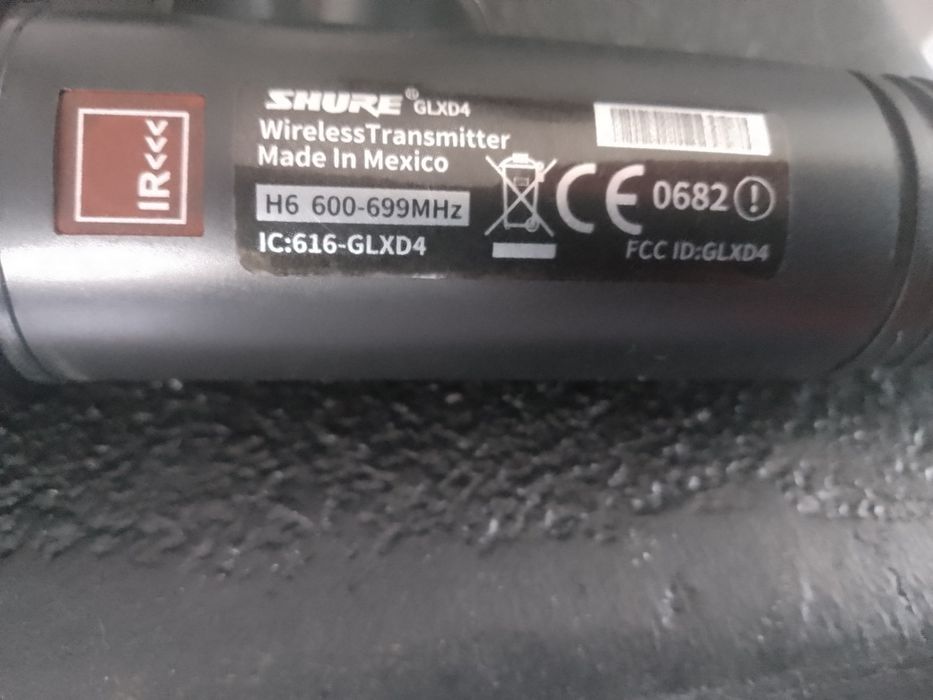 IR<<<
SHURE® GLXD4
WirelessTransmitter
Made In Mexico
H6 600-699MHz
IC:616-GLXD4
CE 0682
FCC ID:GLXD4